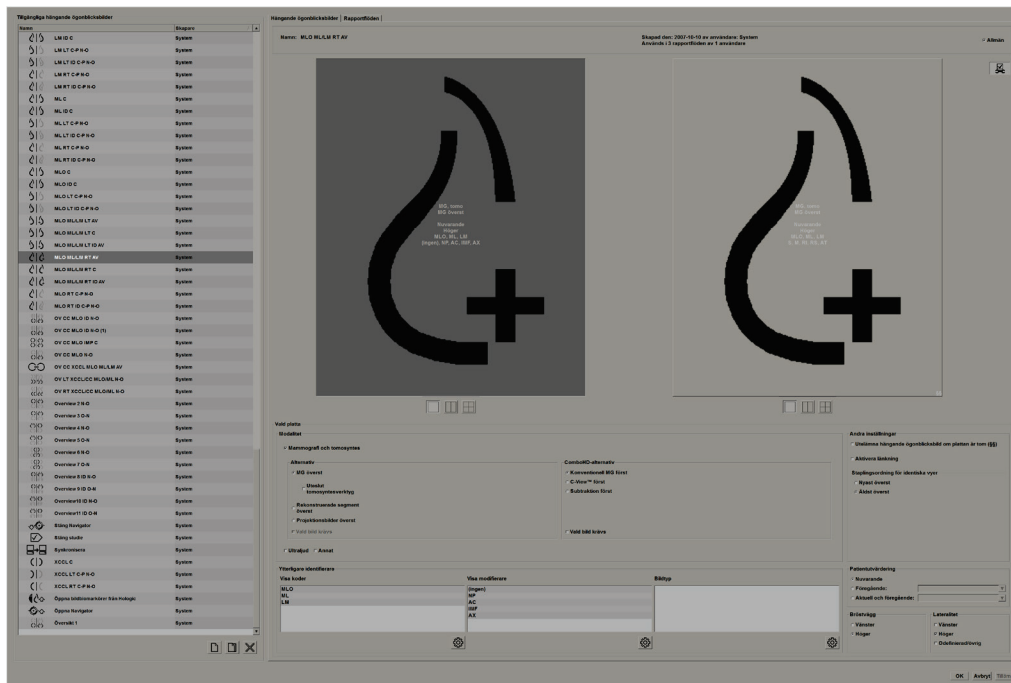 Tillgängliga hängande ögonblicksbilder
Namn Skapare
LM ID C System
LM LT C-P N-O System
LM LT ID C-P N-O System
LM RT C-P N-O System
LM RT ID C-P N-O System
ML C System
ML ID C System
ML LT C-P N-O System
ML LT ID C-P N-O System
ML RT C-P N-O System
ML RT ID C-P N-O System
MLO C System
MLO ID C System
MLO LT C-P N-O System
MLO LT ID C-P N-O System
MLO ML/LM LT AV System
MLO ML/LM LT C System
MLO ML/LM LT ID AV System
MLO ML/LM RT AV System
MLO ML/LM RT C System
MLO ML/LM RT ID AV System
MLO RT C-P N-O System
MLO RT ID C-P N-O System
OV CC MLO ID N-O System
OV CC MLO ID N-O (1) System
OV CC MLO IMP C System
OV CC MLO N-O System
OV CC XCCL MLO ML/LM AV System
OV LT XCCL/CC MLO/ML N-O System
OV RT XCCL/CC MLO/ML N-O System
Overview 2 N-O System
Overview 3 O-N System
Overview 4 N-O System
Overview 5 O-N System
Overview 6 N-O System
Overview 7 O-N System
Overview 8 ID N-O System
Overview 9 ID O-N System
Overview10 ID N-O System
Overview11 ID O-N System
Stäng Navigator System
Stäng studie System
Synkronisera System
XCCL C System
XCCL LT C-P N-O System
XCCL RT C-P N-O System
Öppna bildbiomarkörer från Hologic System
Öppna Navigator System
Översikt 1 System
Hängande ögonblicksbilder Rapportflöden
Namn: MLO ML/LM RT AV
Skapad den: 2007-10-10 av användare: System
Används i 3 rapportflöden av 1 användare
Allmän
MG, tomo
MG överst
Nuvarande
Höger
MLO, ML, LM
(ingen), NP, AC, IMF, AX
MG, tomo
MG överst
Nuvarande
Höger
MLO, ML, LM
Vald platta
Modalitet
Mammografi och tomosyntes
Alternativ
MG överst
Uteslut
tomosyntesverktyg
Rekonstruerade segment
överst
Projektionsbilder överst
Vald bild krävs
Ultraljud Annat
ComboHD-alternativ
Konventionell MG först
C-View™ först
Subtraktion först
Vald bild krävs
Andra inställningar
Utelämna hängande ögonblicksbild om plattan är tom (§§)
Aktivera länkning
Staplingsordning för identiska vyer
Nyast överst
Äldst överst
Ytterligare identifierare
Visa koder Visa modifierare Bildtyp
MLO
ML
LM
(ingen)
NP
AC
IMF
AX
Patientutvärdering
Nuvarande
Föregående:
Aktuell och föregående:
Bröstvägg
Vänster
Höger
Lateralitet
Vänster
Höger
Odefinierad/övrig
OK Avbryt